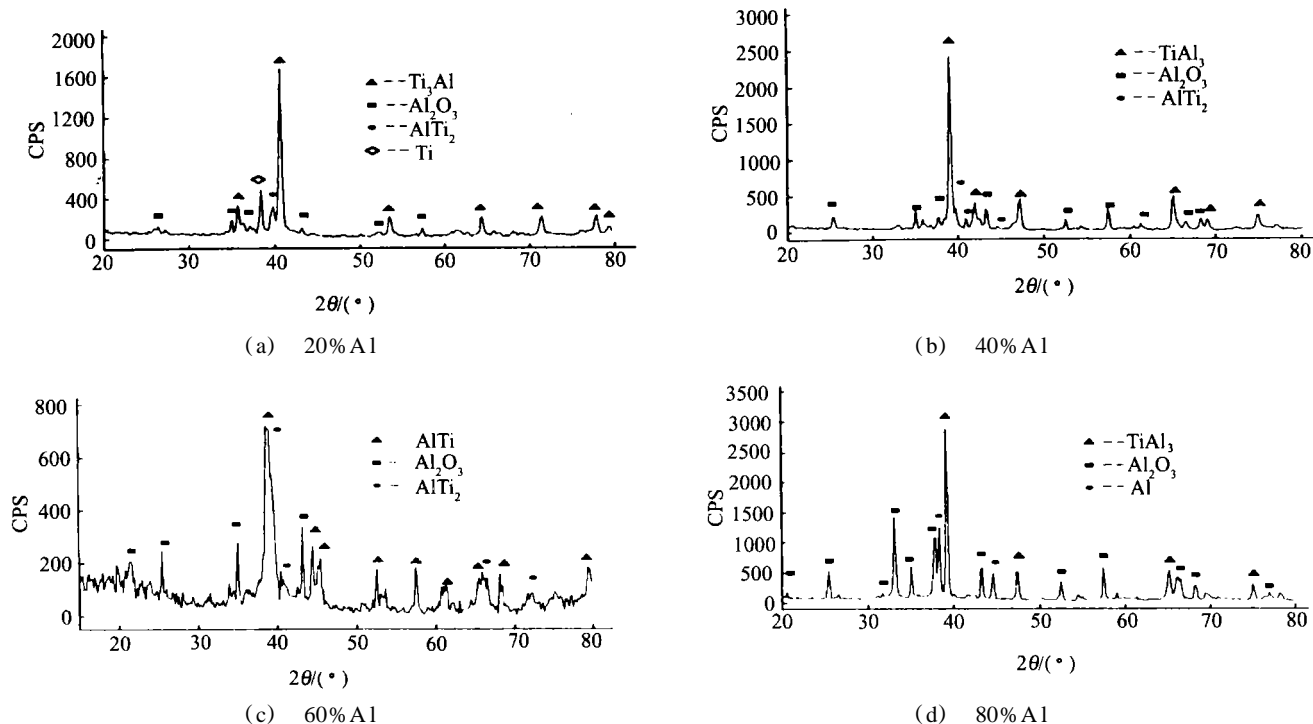 2000
1600
1200
800
400
0
CPS
20 30 40 50 60 70 80
2θ/(°)
▲ -- Ti₃Al
■ -- Al₂O₃
● -- AlTi₂
◇ -- Ti
(a) 20%Al
3000
2500
2000
1500
1000
500
0
CPS
20 30 40 50 60 70 80
2θ/(°)
▲ -- TiAl₃
■ -- Al₂O₃
● -- AlTi₂
(b) 40%Al
800
600
400
200
0
CPS
20 30 40 50 60 70 80
2θ/(°)
▲ AlTi
■ -- Al₂O₃
● -- AlTi₂
(c) 60%Al
3500
3000
2500
1500
1000
500
0
CPS
20 30 40 50 60 70 80
2θ/(°)
▲ -- TiAl₃
■ -- Al₂O₃
● -- Al
(d) 80%Al